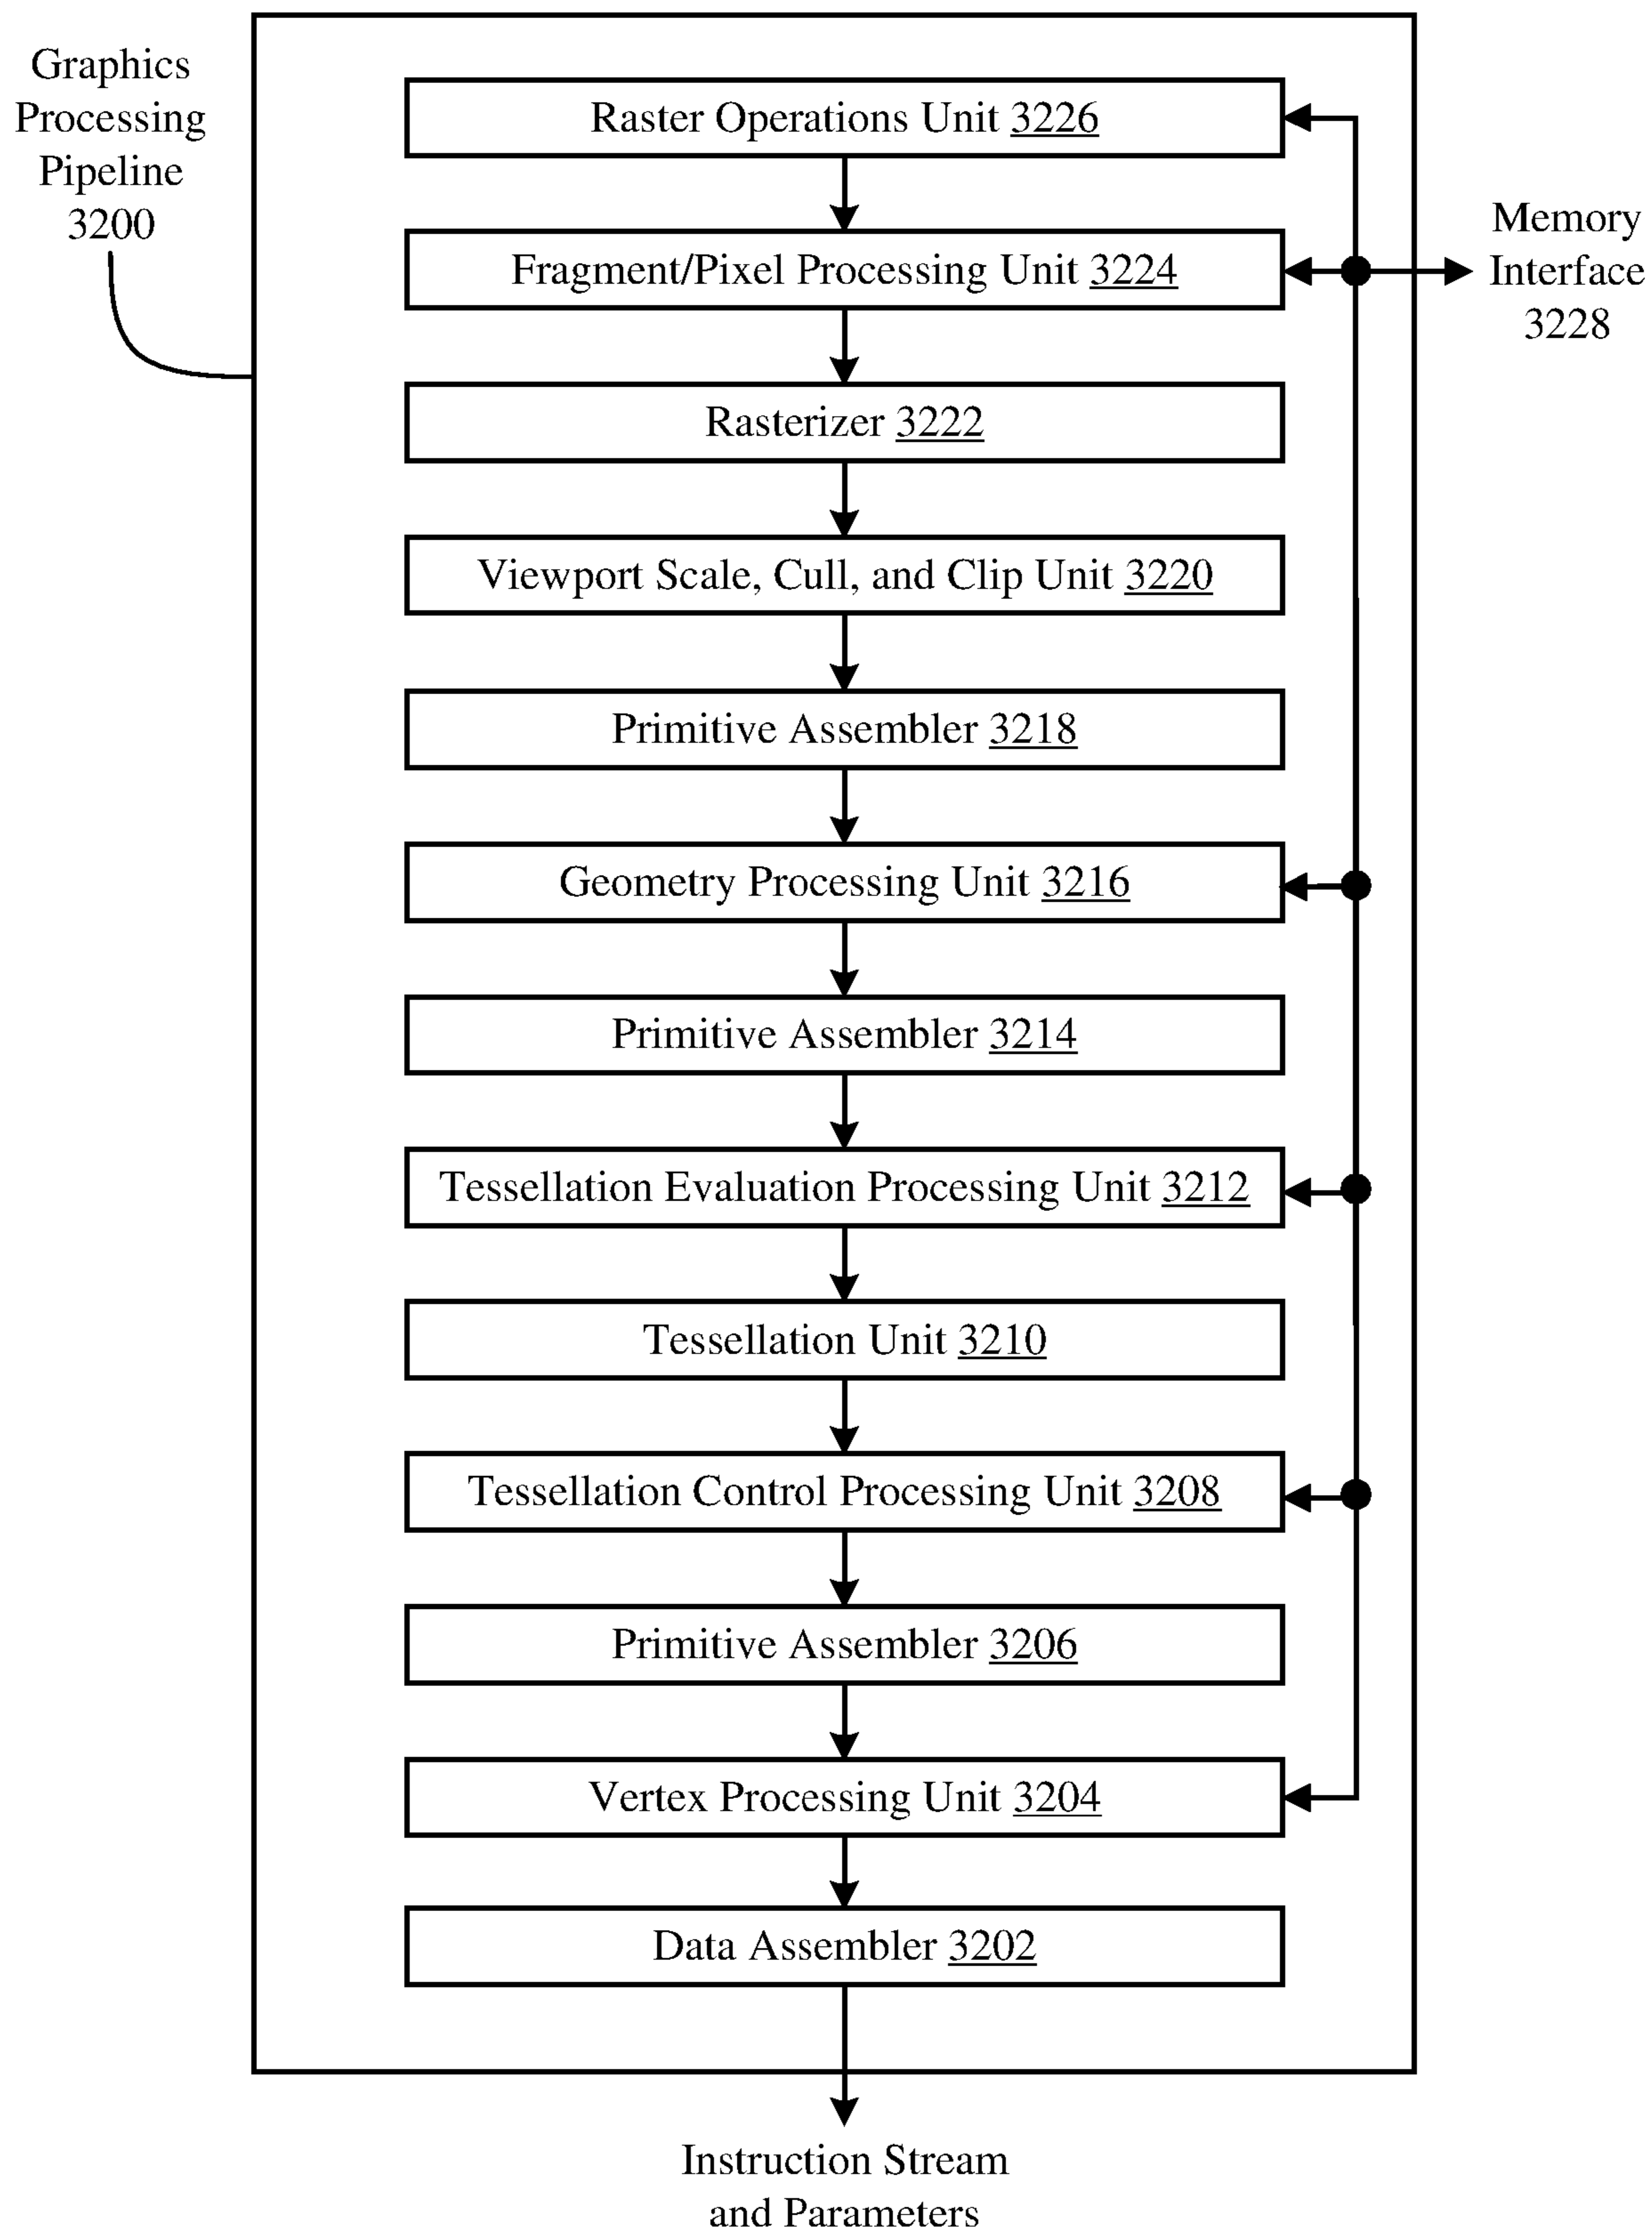 Graphics
Processing
Pipeline
3200
Raster Operations Unit 3226
Fragment/Pixel Processing Unit 3224
Memory
Interface
3228
Rasterizer 3222
Viewport Scale, Cull, and Clip Unit 3220
Primitive Assembler 3218
Geometry Processing Unit 3216
Primitive Assembler 3214
Tessellation Evaluation Processing Unit 3212
Tessellation Unit 3210
Tessellation Control Processing Unit 3208
Primitive Assembler 3206
Vertex Processing Unit 3204
Data Assembler 3202
Instruction Stream
and Parameters